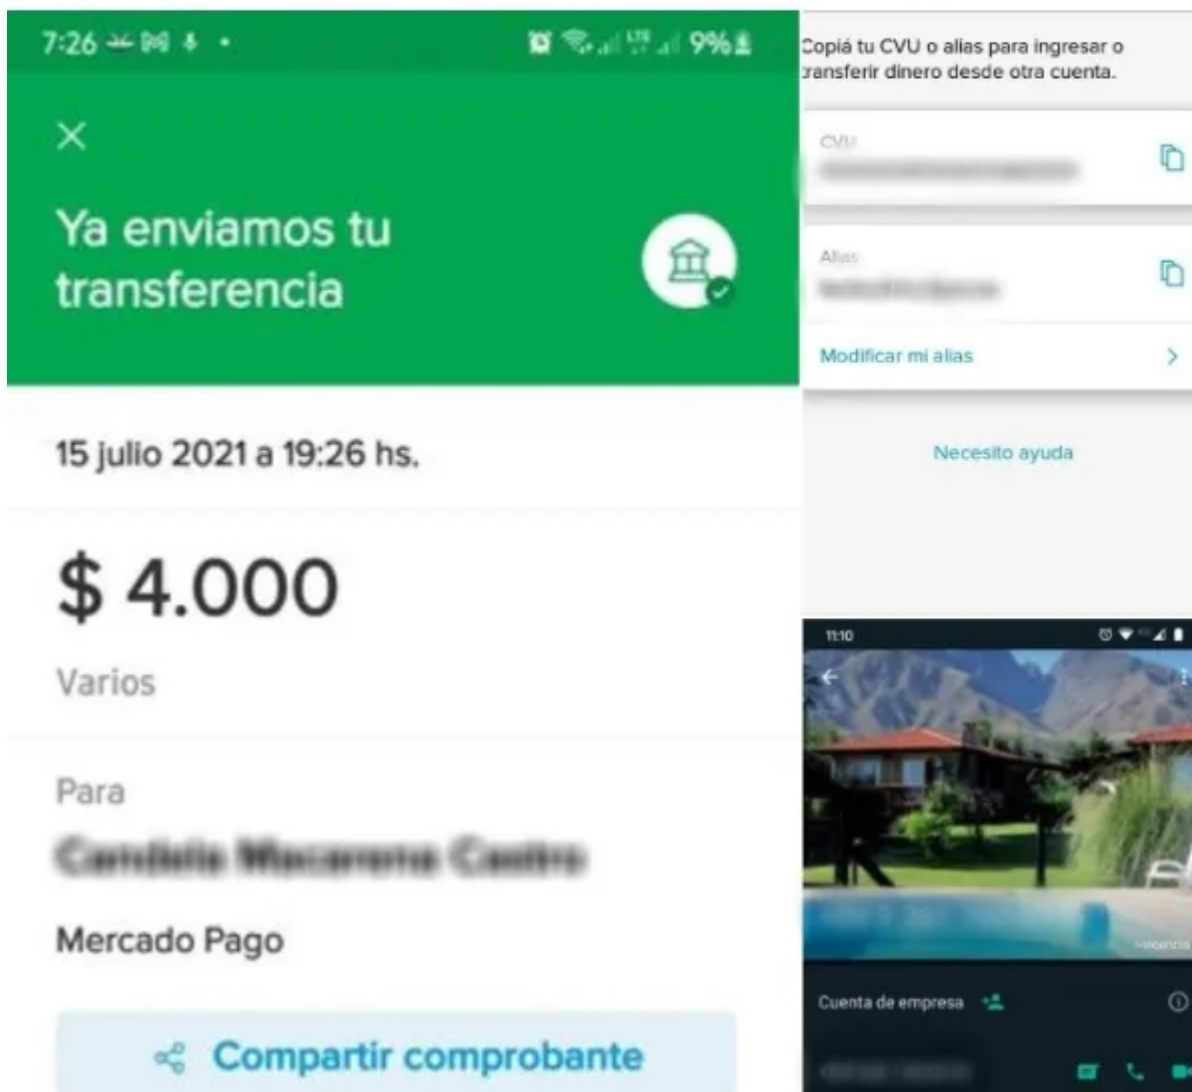 7:26
LTE
9%
Ya enviamos tu
transferencia
15 julio 2021 a 19:26 hs.
$ 4.000
Varios
Para
Mercado Pago
Compartir comprobante
Copiá tu CVU o alias para ingresar o
transferir dinero desde otra cuenta.
CVU
Alias
Modificar mi alias
Necesito ayuda
11:10
Cuenta de empresa